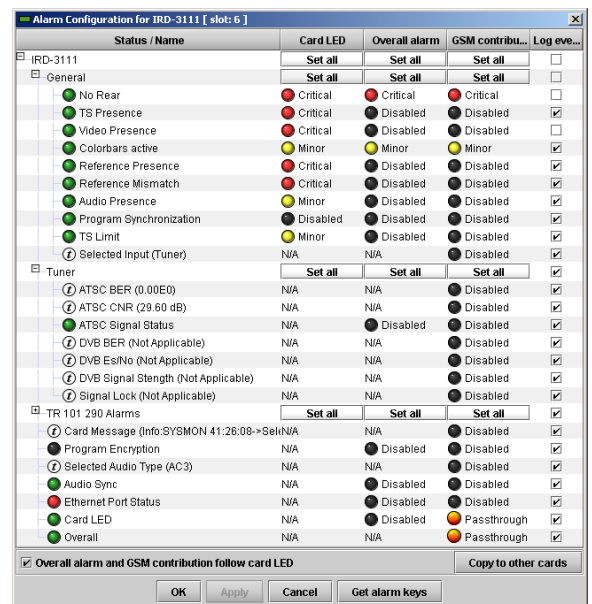 Alarm Configuration for IRD-3111 [ slot: 6 ]
Status / Name Card LED Overall alarm GSM contribu... Log eve...
IRD-3111 Set all Set all Set all
General Set all Set all Set all
No Rear Critical Critical Critical
TS Presence Critical Disabled Disabled
Video Presence Critical Disabled Disabled
Colorbars active Minor Minor Minor
Reference Presence Critical Disabled Disabled
Reference Mismatch Critical Disabled Disabled
Audio Presence Minor Disabled Disabled
Program Synchronization Disabled Disabled Disabled
TS Limit Minor Disabled Disabled
Selected Input (Tuner) N/A N/A Disabled
Tuner Set all Set all Set all
ATSC BER (0.00E0) N/A N/A Disabled
ATSC CNR (29.60 dB) N/A N/A Disabled
ATSC Signal Status N/A Disabled Disabled
DVB BER (Not Applicable) N/A N/A Disabled
DVB Es/No (Not Applicable) N/A N/A Disabled
DVB Signal Stength (Not Applicable) N/A N/A Disabled
Signal Lock (Not Applicable) N/A N/A Disabled
TR 101 290 Alarms Set all Set all Set all
Card Message (Info:SYSMON 41:26:08->Sele N/A N/A Disabled
Program Encryption N/A Disabled Disabled
Selected Audio Type (AC3) N/A N/A Disabled
Audio Sync N/A Disabled Disabled
Ethernet Port Status N/A Disabled Disabled
Card LED N/A Disabled Passthrough
Overall N/A N/A Passthrough
Overall alarm and GSM contribution follow card LED Copy to other cards
OK Apply Cancel Get alarm keys